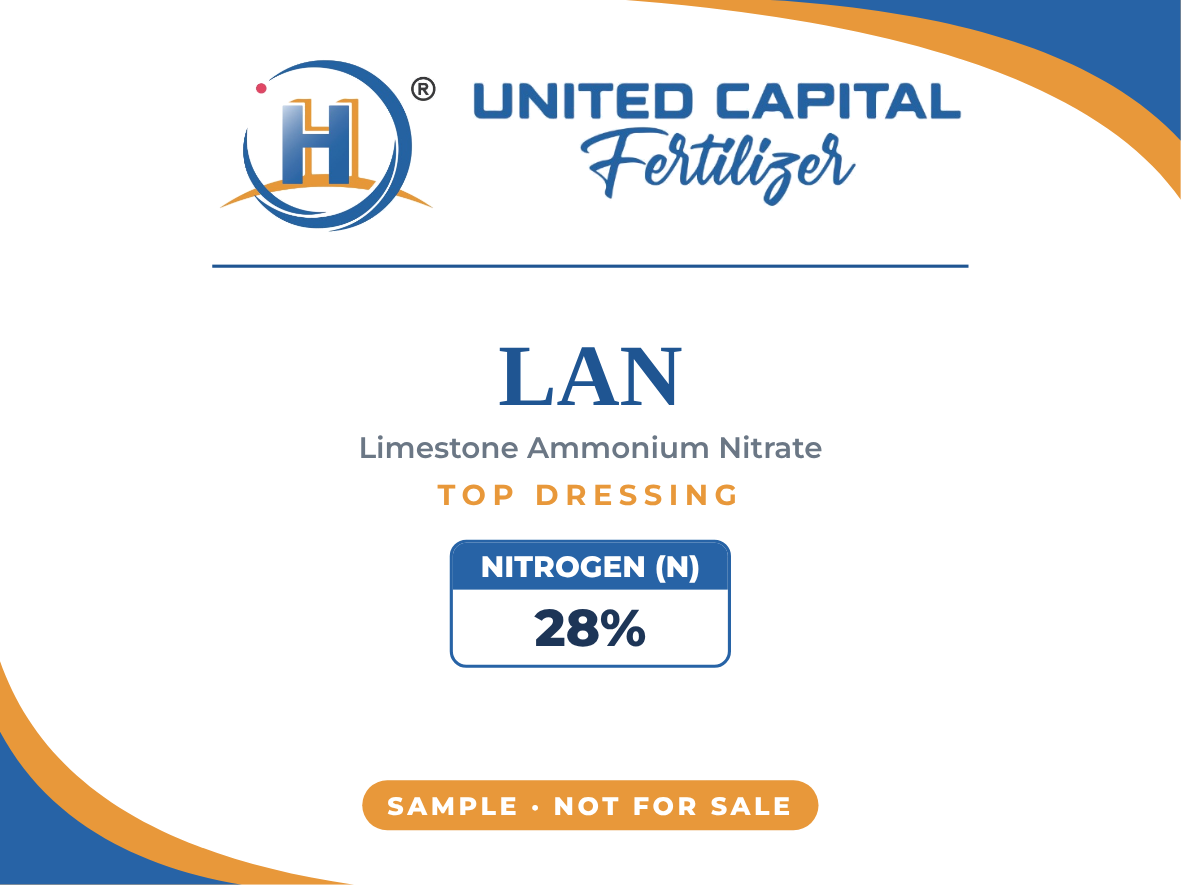 H
®
UNITED CAPITAL
Fertilizer
LAN
Limestone Ammonium Nitrate
TOP DRESSING
NITROGEN (N)
28%
SAMPLE · NOT FOR SALE